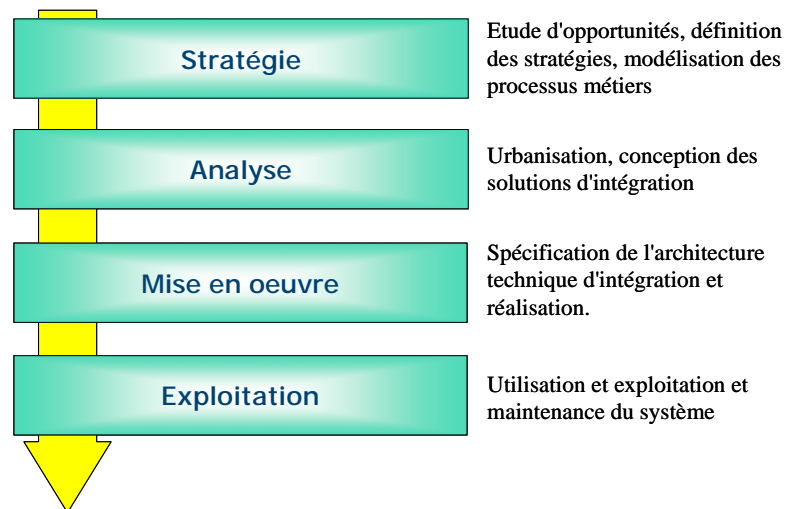 Stratégie
Etude d'opportunités, définition
des stratégies, modélisation des
processus métiers
Analyse
Urbanisation, conception des
solutions d'intégration
Mise en oeuvre
Spécification de l'architecture
technique d'intégration et
réalisation.
Exploitation
Utilisation et exploitation et
maintenance du système